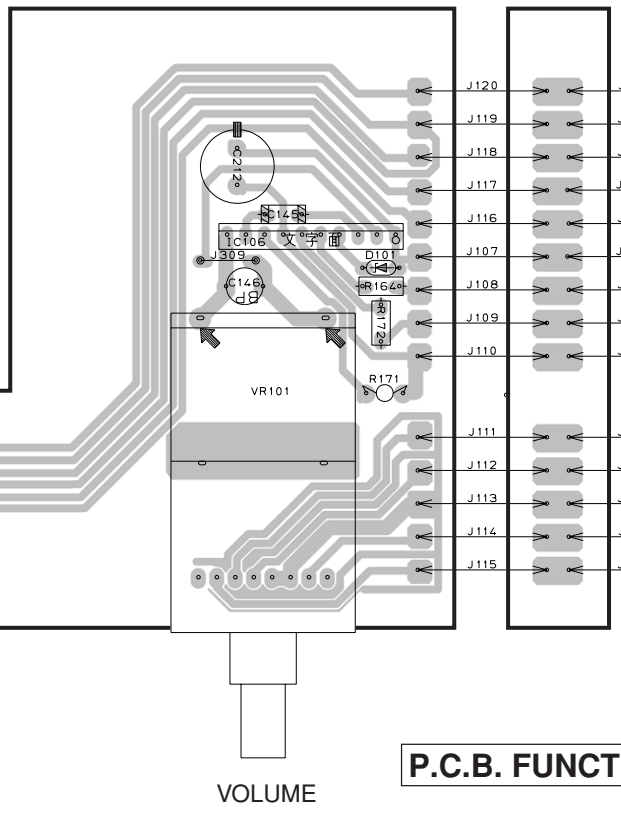 J120
J119
C212
J118
J117
C145
J116
IC106 文字面
J309
D101
J107
C146
BP
R164
J108
R172
J109
J110
R171
VR101
J111
J112
J113
J114
J115
P.C.B. FUNCT
VOLUME